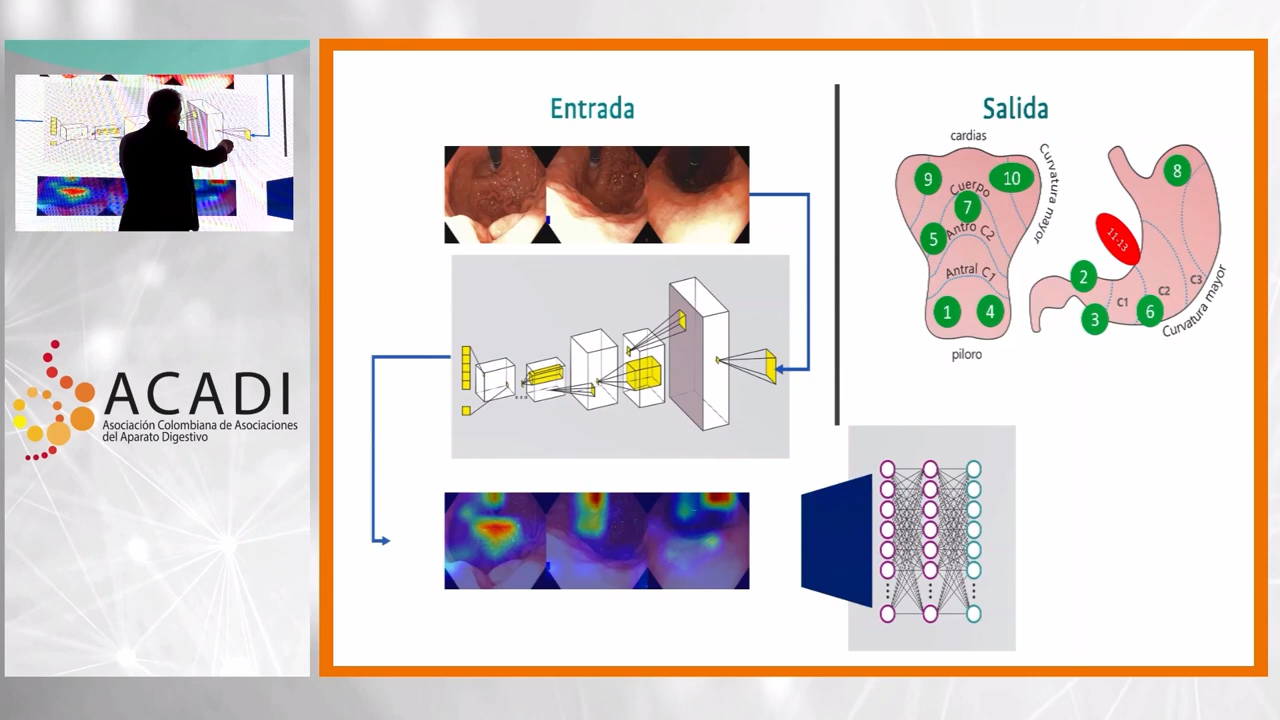 Entrada
Salida
cardias
9
10
Cuerpo
7
5
Antro C2
Antral C1
1
4
píloro
Curvatura mayor
8
11-13
2
3
6
C1
C2
C3
Curvatura mayor
ACADI
Asociación Colombiana de Asociaciones
del Aparato Digestivo